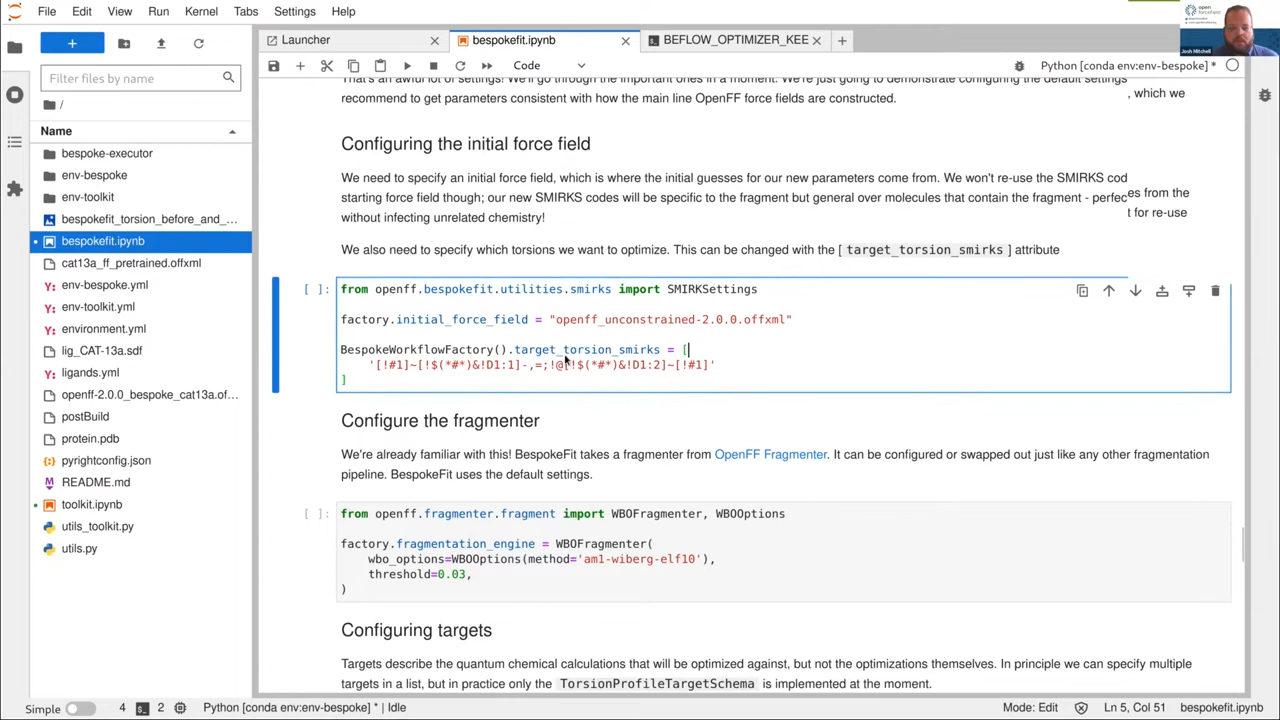 File Edit View Run Kernel Tabs Settings Help
open
forcefield
Josh Mitchell
Launcher
bespokefit.ipynb
BEFLOW_OPTIMIZER_KEE
Code
Python [conda env:env-bespoke] *
Filter files by name
/
Name
bespoke-executor
env-bespoke
env-toolkit
bespokefit_torsion_before_and_...
bespokefit.ipynb
cat13a_ff_pretrained.offxml
env-bespoke.yml
env-toolkit.yml
environment.yml
lig_CAT-13a.sdf
ligands.yml
openff-2.0.0_bespoke_cat13a.of...
postBuild
protein.pdb
pyrightconfig.json
README.md
toolkit.ipynb
utils_toolkit.py
utils.py
That's an awful lot of settings! We'll go through the important ones in a moment. We're just going to demonstrate configuring the default settings
, which we
recommend to get parameters consistent with how the main line OpenFF force fields are constructed.
Configuring the initial force field
We need to specify an initial force field, which is where the initial guesses for our new parameters come from. We won't re-use the SMIRKS cod
es from the
starting force field though; our new SMIRKS codes will be specific to the fragment but general over molecules that contain the fragment - perfec
t for re-use
without infecting unrelated chemistry!
We also need to specify which torsions we want to optimize. This can be changed with the [ target_torsion_smirks ] attribute
[ ]: from openff.bespokefit.utilities.smirks import SMIRKSettings
factory.initial_force_field = "openff_unconstrained-2.0.0.offxml"
BespokeWorkflowFactory().target_torsion_smirks = [
'[!#1]~[!$(*#*)&!D1:1]-,=;!@[!$(*#*)&!D1:2]~[!#1]'
]
Configure the fragmenter
We're already familiar with this! BespokeFit takes a fragmenter from OpenFF Fragmenter. It can be configured or swapped out just like any other fragmentation
pipeline. BespokeFit uses the default settings.
[ ]: from openff.fragmenter.fragment import WBOFragmenter, WBOOptions
factory.fragmentation_engine = WBOFragmenter(
wbo_options=WBOOptions(method='am1-wiberg-elf10'),
threshold=0.03,
)
Configuring targets
Targets describe the quantum chemical calculations that will be optimized against, but not the optimizations themselves. In principle we can specify multiple
targets in a list, but in practice only the TorsionProfileTargetSchema is implemented at the moment.
Simple 4 2 Python [conda env:env-bespoke] * | Idle
Mode: Edit Ln 5, Col 51 bespokefit.ipynb